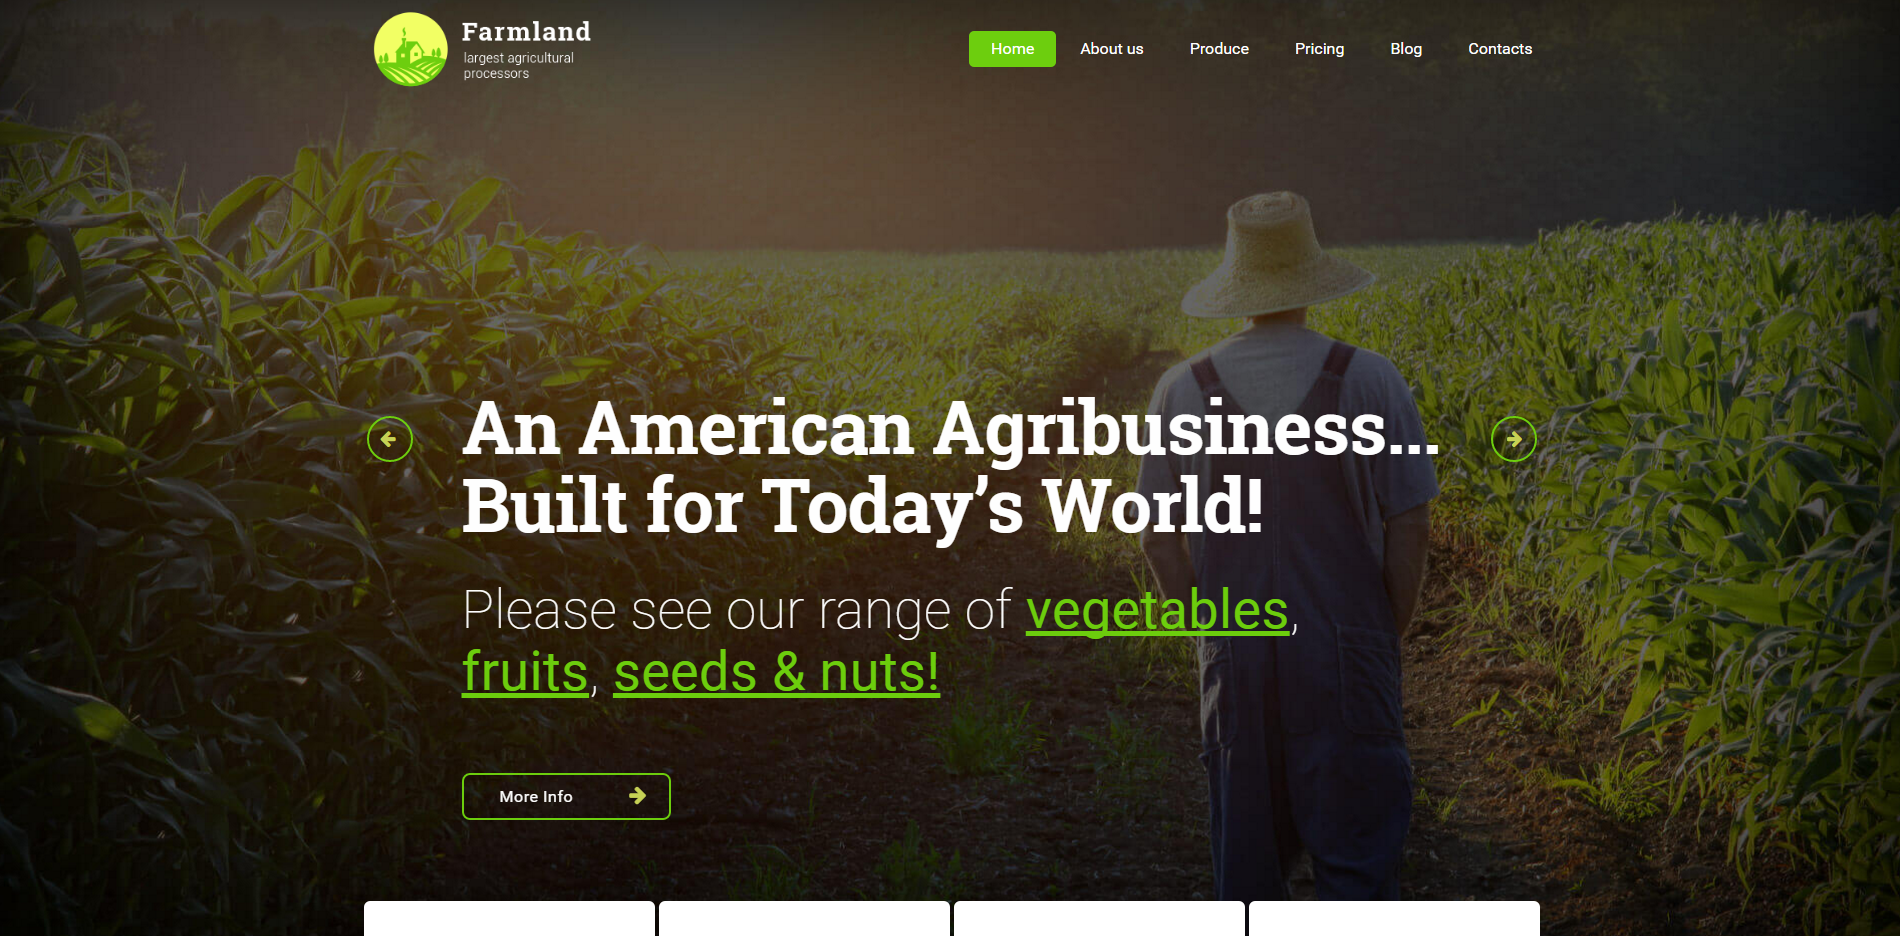 Farmland
largest agricultural
processors
Home About us Produce Pricing Blog Contacts
An American Agribusiness...
Built for Today’s World!
Please see our range of vegetables,
fruits, seeds & nuts!
More Info